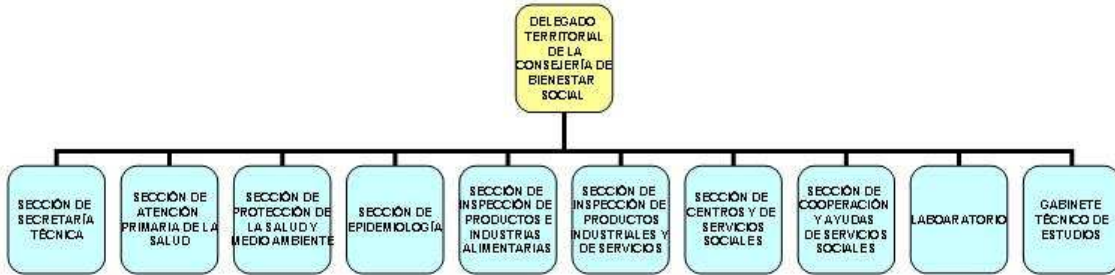 DELEGADO
TERRITORIAL
DE LA
CONSEJERÍA DE
BIENESTAR
SOCIAL
SECCIÓN DE
SECRETARÍA
TÉCNICA
SECCIÓN DE
ATENCIÓN
PRIMARIA DE LA
SALUD
SECCIÓN DE
PROTECCIÓN DE
LA SALUD Y
MEDIO AMBIENTE
SECCIÓN DE
EPIDEMIOLOGÍA
SECCIÓN DE
INSPECCIÓN DE
PRODUCTOS E
INDUSTRIAS
ALIMENTARIAS
SECCIÓN DE
INSPECCIÓN DE
PRODUCTOS
INDUSTRIALES Y
DE SERVICIOS
SECCIÓN DE
CENTROS Y DE
SERVICIOS
SOCIALES
SECCIÓN DE
COOPERACIÓN
Y AYUDAS
DE SERVICIOS
SOCIALES
LABOARATORIO
GABINETE
TÉCNICO DE
ESTUDIOS